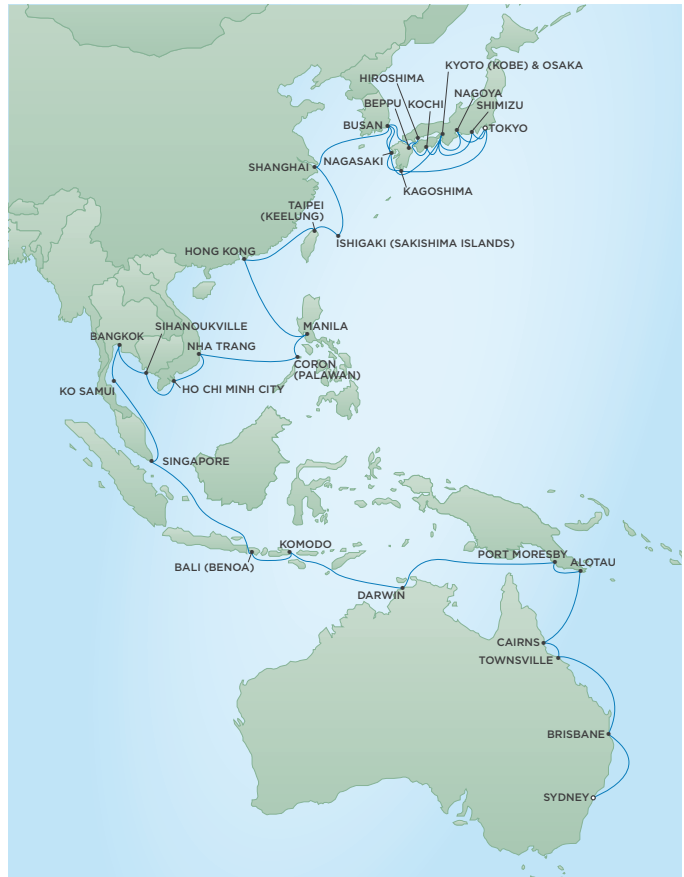 KYOTO (KOBE) & OSAKA
HIROSHIMA
NAGOYA
BEPPU
KOCHI
SHIMIZU
BUSAN
TOKYO
NAGASAKI
SHANGHAI
KAGOSHIMA
TAIPEI
(KEELUNG)
ISHIGAKI (SAKISHIMA ISLANDS)
HONG KONG
SIHANOUKVILLE
MANILA
BANGKOK
NHA TRANG
CORON
(PALAWAN)
KO SAMUI
HO CHI MINH CITY
SINGAPORE
KOMODO
PORT MORESBY
ALOTAU
BALI (BENOA)
DARWIN
CAIRNS
TOWNSVILLE
BRISBANE
SYDNEY